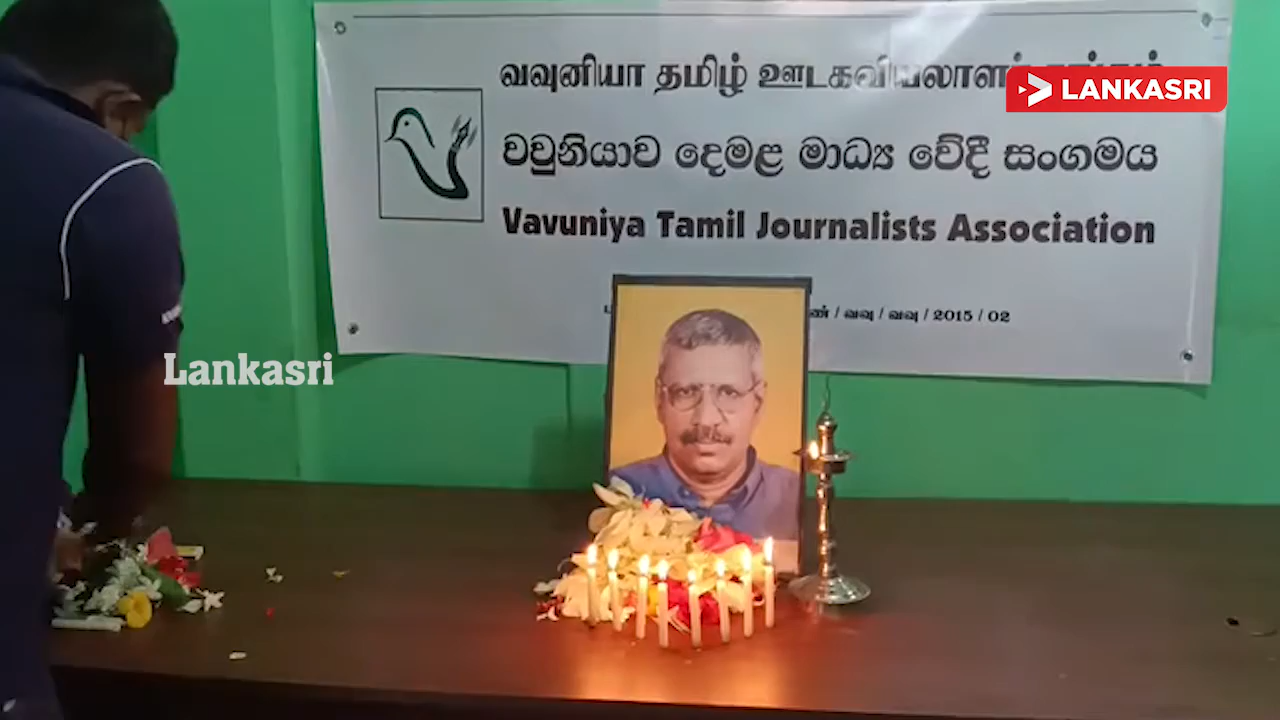 வவுனியா தமிழ் ஊடகவியலாளர்
LANKASRI
වවුනියාව දෙමළ මාධ්‍ය වේදී සංගමය
Vavuniya Tamil Journalists Association
/ வவு / வவு / 2015 / 02
Lankasri